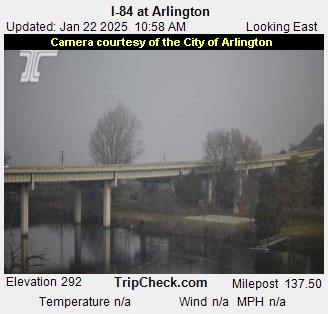 I-84 at Arlington
Updated: Jan 22 2025 10:58 AM Looking East
Camera courtesy of the City of Arlington
Elevation 292 TripCheck.com Milepost 137.50
Temperature n/a Wind n/a MPH n/a